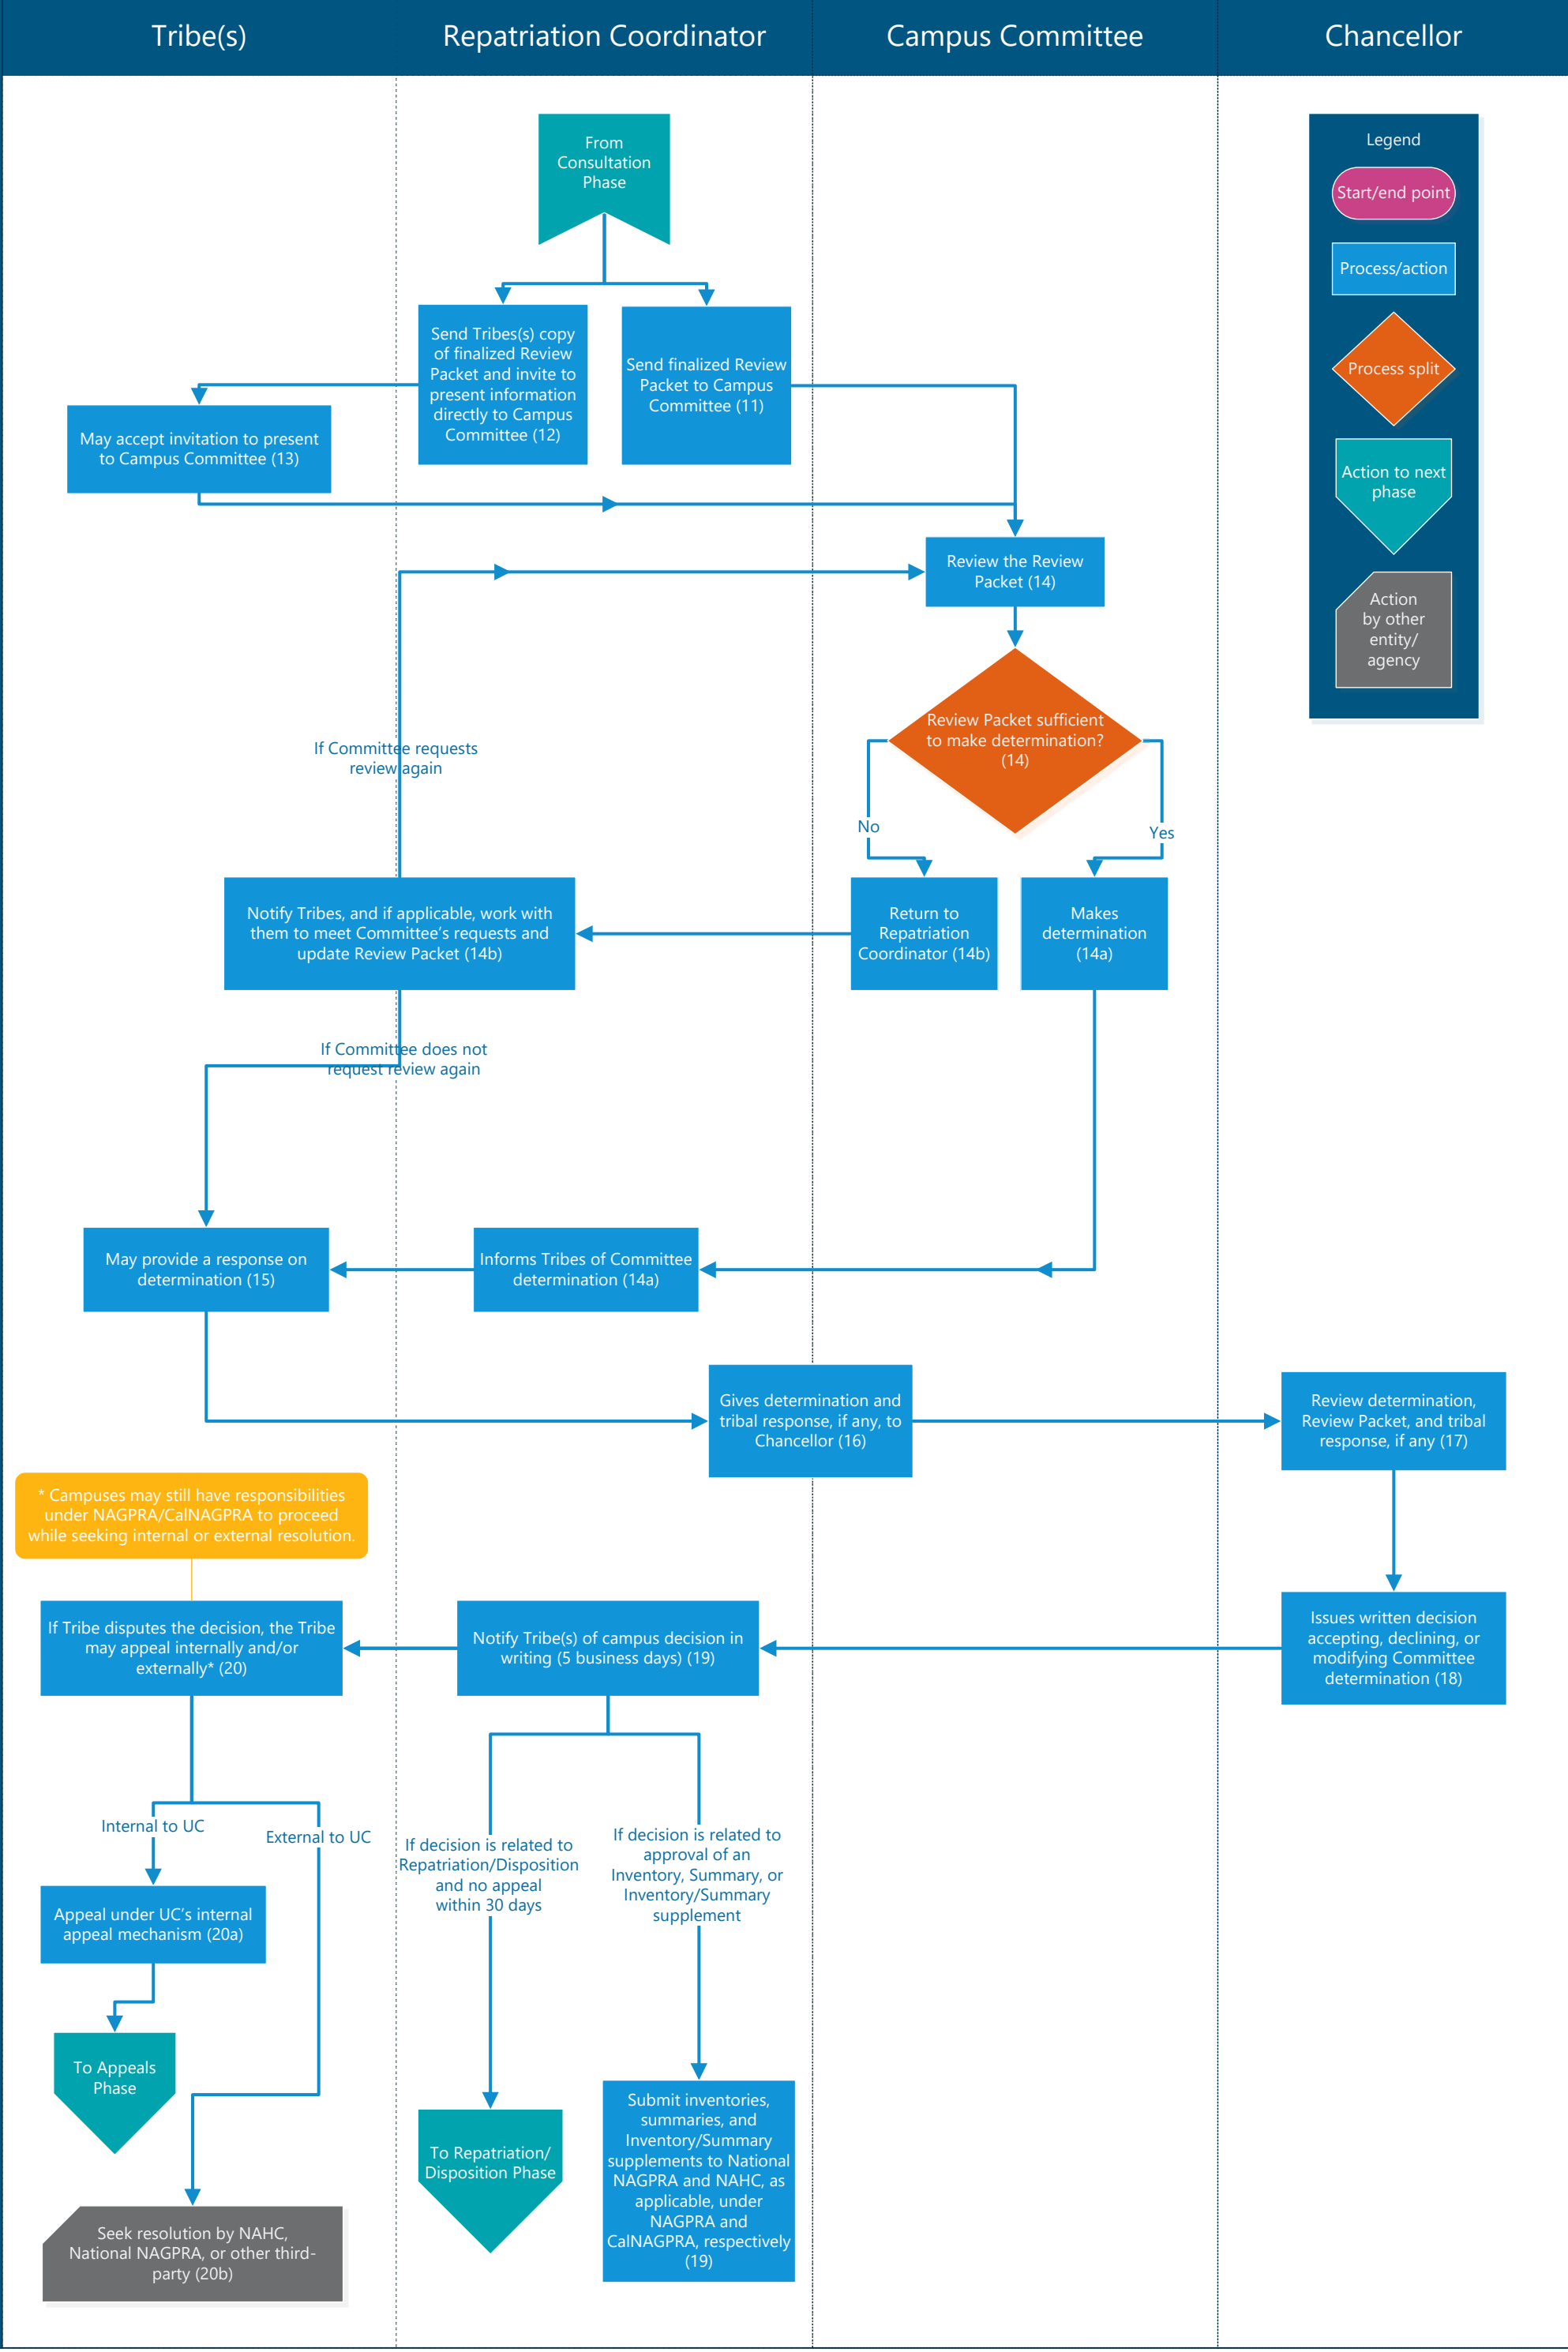 Tribe(s)
Repatriation Coordinator
Campus Committee
Chancellor
From
Consultation
Phase
Legend
Start/end point
Process/action
Process split
Action to next
phase
Action
by other
entity/
agency
Send Tribes(s) copy
of finalized Review
Packet and invite to
present information
directly to Campus
Committee (12)
Send finalized Review
Packet to Campus
Committee (11)
May accept invitation to present
to Campus Committee (13)
Review the Review
Packet (14)
Review Packet sufficient
to make determination?
(14)
If Committee requests
review again
No
Yes
Notify Tribes, and if applicable, work with
them to meet Committee’s requests and
update Review Packet (14b)
Return to
Repatriation
Coordinator (14b)
Makes
determination
(14a)
If Committee does not
request review again
May provide a response on
determination (15)
Informs Tribes of Committee
determination (14a)
Gives determination and
tribal response, if any, to
Chancellor (16)
Review determination,
Review Packet, and tribal
response, if any (17)
* Campuses may still have responsibilities
under NAGPRA/CalNAGPRA to proceed
while seeking internal or external resolution.
If Tribe disputes the decision, the Tribe
may appeal internally and/or
externally* (20)
Notify Tribe(s) of campus decision in
writing (5 business days) (19)
Issues written decision
accepting, declining, or
modifying Committee
determination (18)
Internal to UC
External to UC
If decision is related to
Repatriation/Disposition
and no appeal
within 30 days
If decision is related to
approval of an
Inventory, Summary, or
Inventory/Summary
supplement
Appeal under UC’s internal
appeal mechanism (20a)
To Appeals
Phase
To Repatriation/
Disposition Phase
Submit inventories,
summaries, and
Inventory/Summary
supplements to National
NAGPRA and NAHC, as
applicable, under
NAGPRA and
CalNAGPRA, respectively
(19)
Seek resolution by NAHC,
National NAGPRA, or other third-
party (20b)